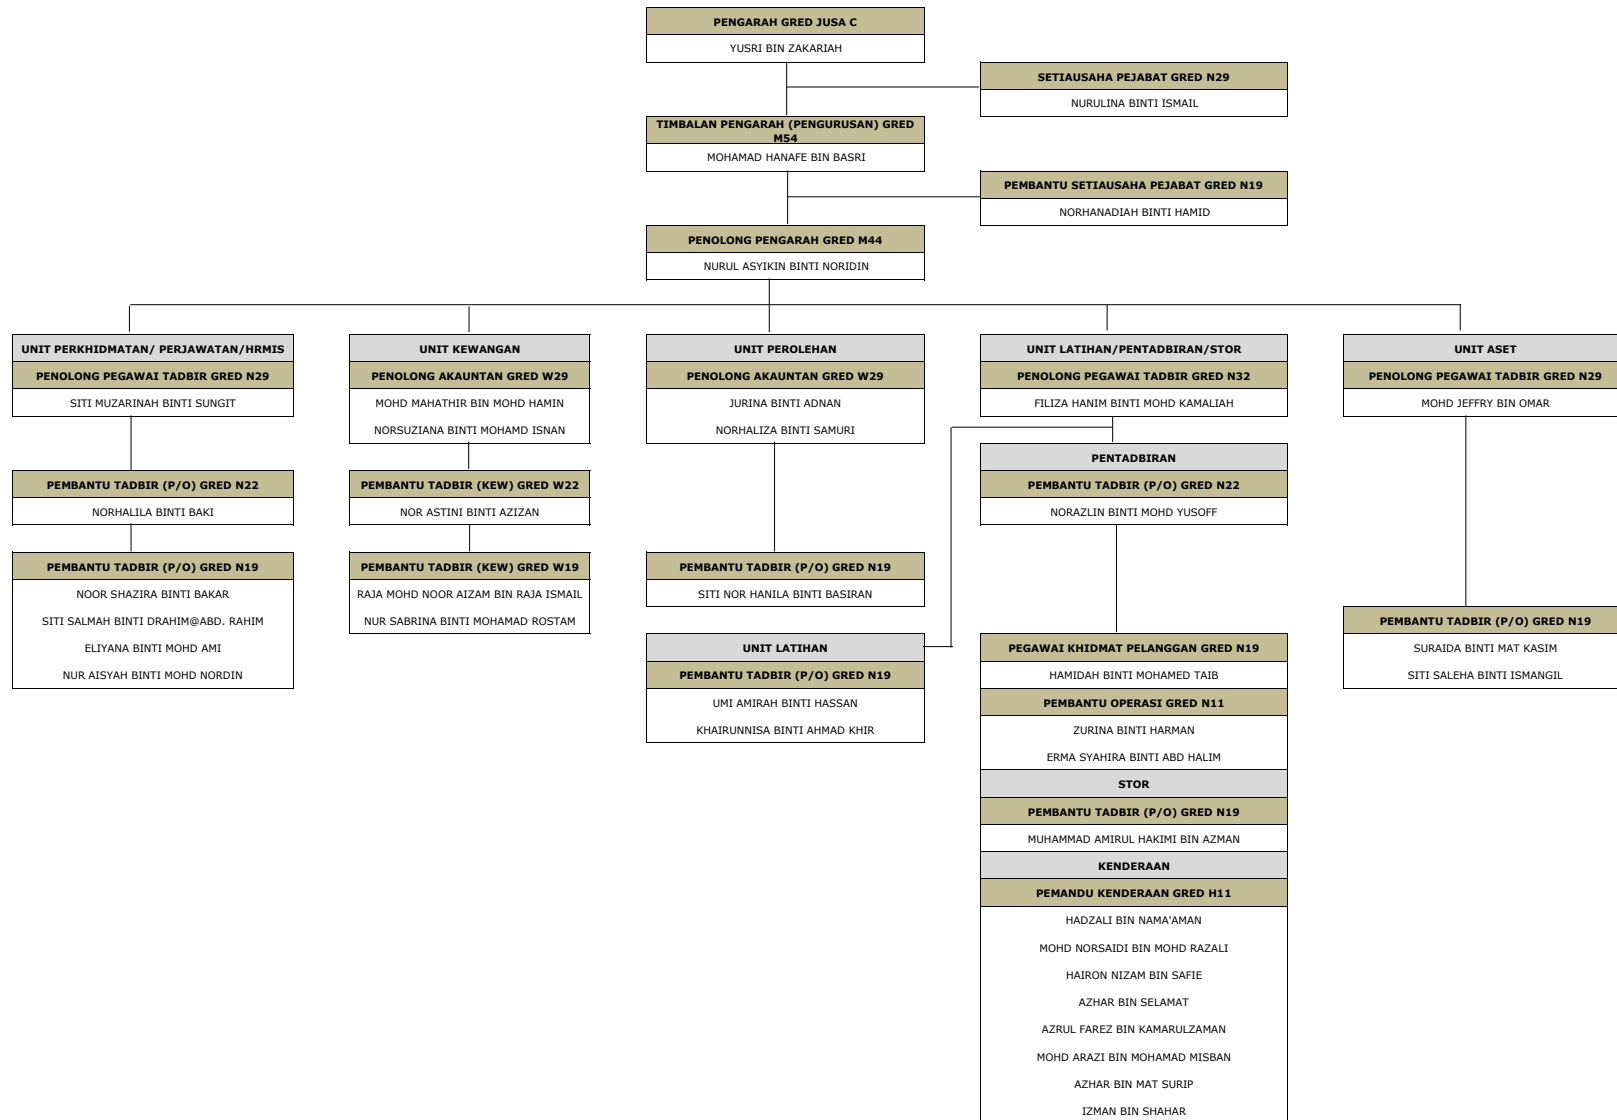 PENGARAH GRED JUSA C
YUSRI BIN ZAKARIAH
SETIAUSAHA PEJABAT GRED N29
NURULINA BINTI ISMAIL
TIMBALAN PENGARAH (PENGURUSAN) GRED
M54
MOHAMAD HANAFE BIN BASRI
PEMBANTU SETIAUSAHA PEJABAT GRED N19
NORHANADIAH BINTI HAMID
PENOLONG PENGARAH GRED M44
NURUL ASYIKIN BINTI NORIDIN
UNIT PERKHIDMATAN/ PERJAWATAN/HRMIS
PENOLONG PEGAWAI TADBIR GRED N29
SITI MUZARINAH BINTI SUNGIT
PEMBANTU TADBIR (P/O) GRED N22
NORHALILA BINTI BAKI
PEMBANTU TADBIR (P/O) GRED N19
NOOR SHAZIRA BINTI BAKAR
SITI SALMAH BINTI DRAHIM@ABD. RAHIM
ELIYANA BINTI MOHD AMI
NUR AISYAH BINTI MOHD NORDIN
UNIT KEWANGAN
PENOLONG AKAUNTAN GRED W29
MOHD MAHATHIR BIN MOHD HAMIN
NORSUZIANA BINTI MOHAMD ISNAN
PEMBANTU TADBIR (KEW) GRED W22
NOR ASTINI BINTI AZIZAN
PEMBANTU TADBIR (KEW) GRED W19
RAJA MOHD NOOR AIZAM BIN RAJA ISMAIL
NUR SABRINA BINTI MOHAMAD ROSTAM
UNIT PEROLEHAN
PENOLONG AKAUNTAN GRED W29
JURINA BINTI ADNAN
NORHALIZA BINTI SAMURI
PEMBANTU TADBIR (P/O) GRED N19
SITI NOR HANILA BINTI BASIRAN
UNIT LATIHAN
PEMBANTU TADBIR (P/O) GRED N19
UMI AMIRAH BINTI HASSAN
KHAIRUNNISA BINTI AHMAD KHIR
UNIT LATIHAN/PENTADBIRAN/STOR
PENOLONG PEGAWAI TADBIR GRED N32
FILIZA HANIM BINTI MOHD KAMALIAH
PENTADBIRAN
PEMBANTU TADBIR (P/O) GRED N22
NORAZLIN BINTI MOHD YUSOFF
PEGAWAI KHIDMAT PELANGGAN GRED N19
HAMIDAH BINTI MOHAMED TAIB
PEMBANTU OPERASI GRED N11
ZURINA BINTI HARMAN
ERMA SYAHIRA BINTI ABD HALIM
STOR
PEMBANTU TADBIR (P/O) GRED N19
MUHAMMAD AMIRUL HAKIMI BIN AZMAN
KENDERAAN
PEMANDU KENDERAAN GRED H11
HADZALI BIN NAMA'AMAN
MOHD NORSAIDI BIN MOHD RAZALI
HAIRON NIZAM BIN SAFIE
AZHAR BIN SELAMAT
AZRUL FAREZ BIN KAMARULZAMAN
MOHD ARAZI BIN MOHAMAD MISBAN
AZHAR BIN MAT SURIP
IZMAN BIN SHAHAR
UNIT ASET
PENOLONG PEGAWAI TADBIR GRED N29
MOHD JEFFRY BIN OMAR
PEMBANTU TADBIR (P/O) GRED N19
SURAIDA BINTI MAT KASIM
SITI SALEHA BINTI ISMANGIL